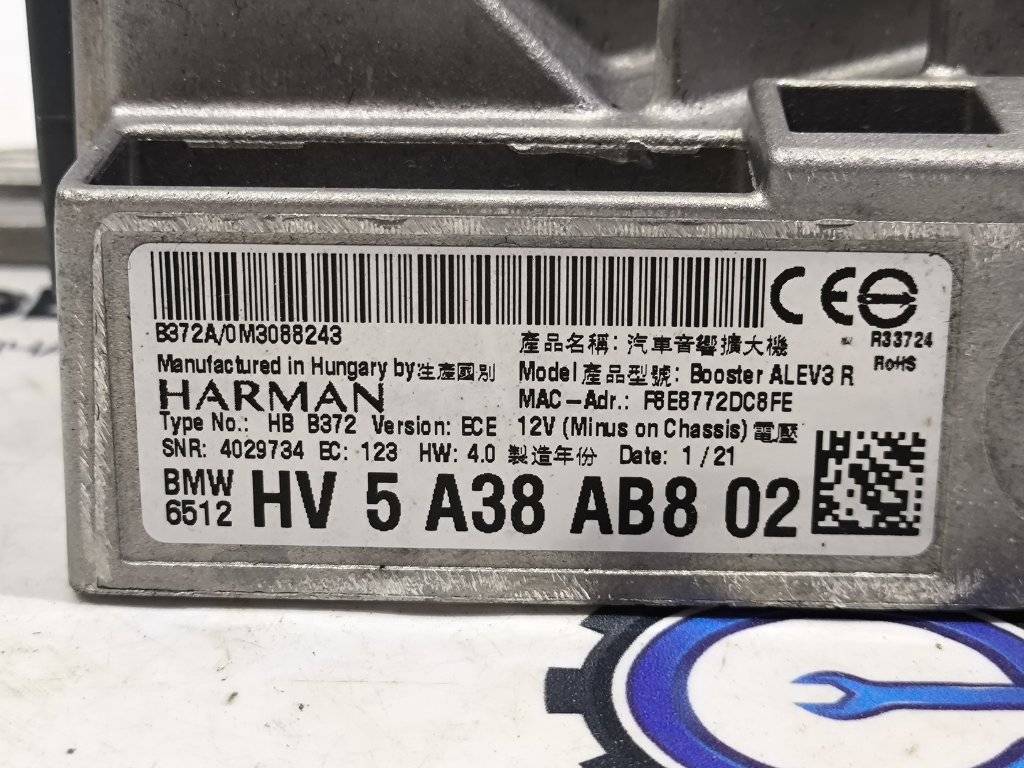 B372A/0M3088243
Manufactured in Hungary by 生產國別
HARMAN
Type No.: HB B372 Version: ECE
SNR: 4029734 EC: 123 HW: 4.0 製造年份 Date: 1/21
產品名稱: 汽車音響擴大機
Model 產品型號: Booster ALEV3 R
MAC-Adr.: F8E8772DC8FE
12V (Minus on Chassis) 電壓
CE
R33724
RoHS
BMW
6512
HV 5 A38 AB8 02